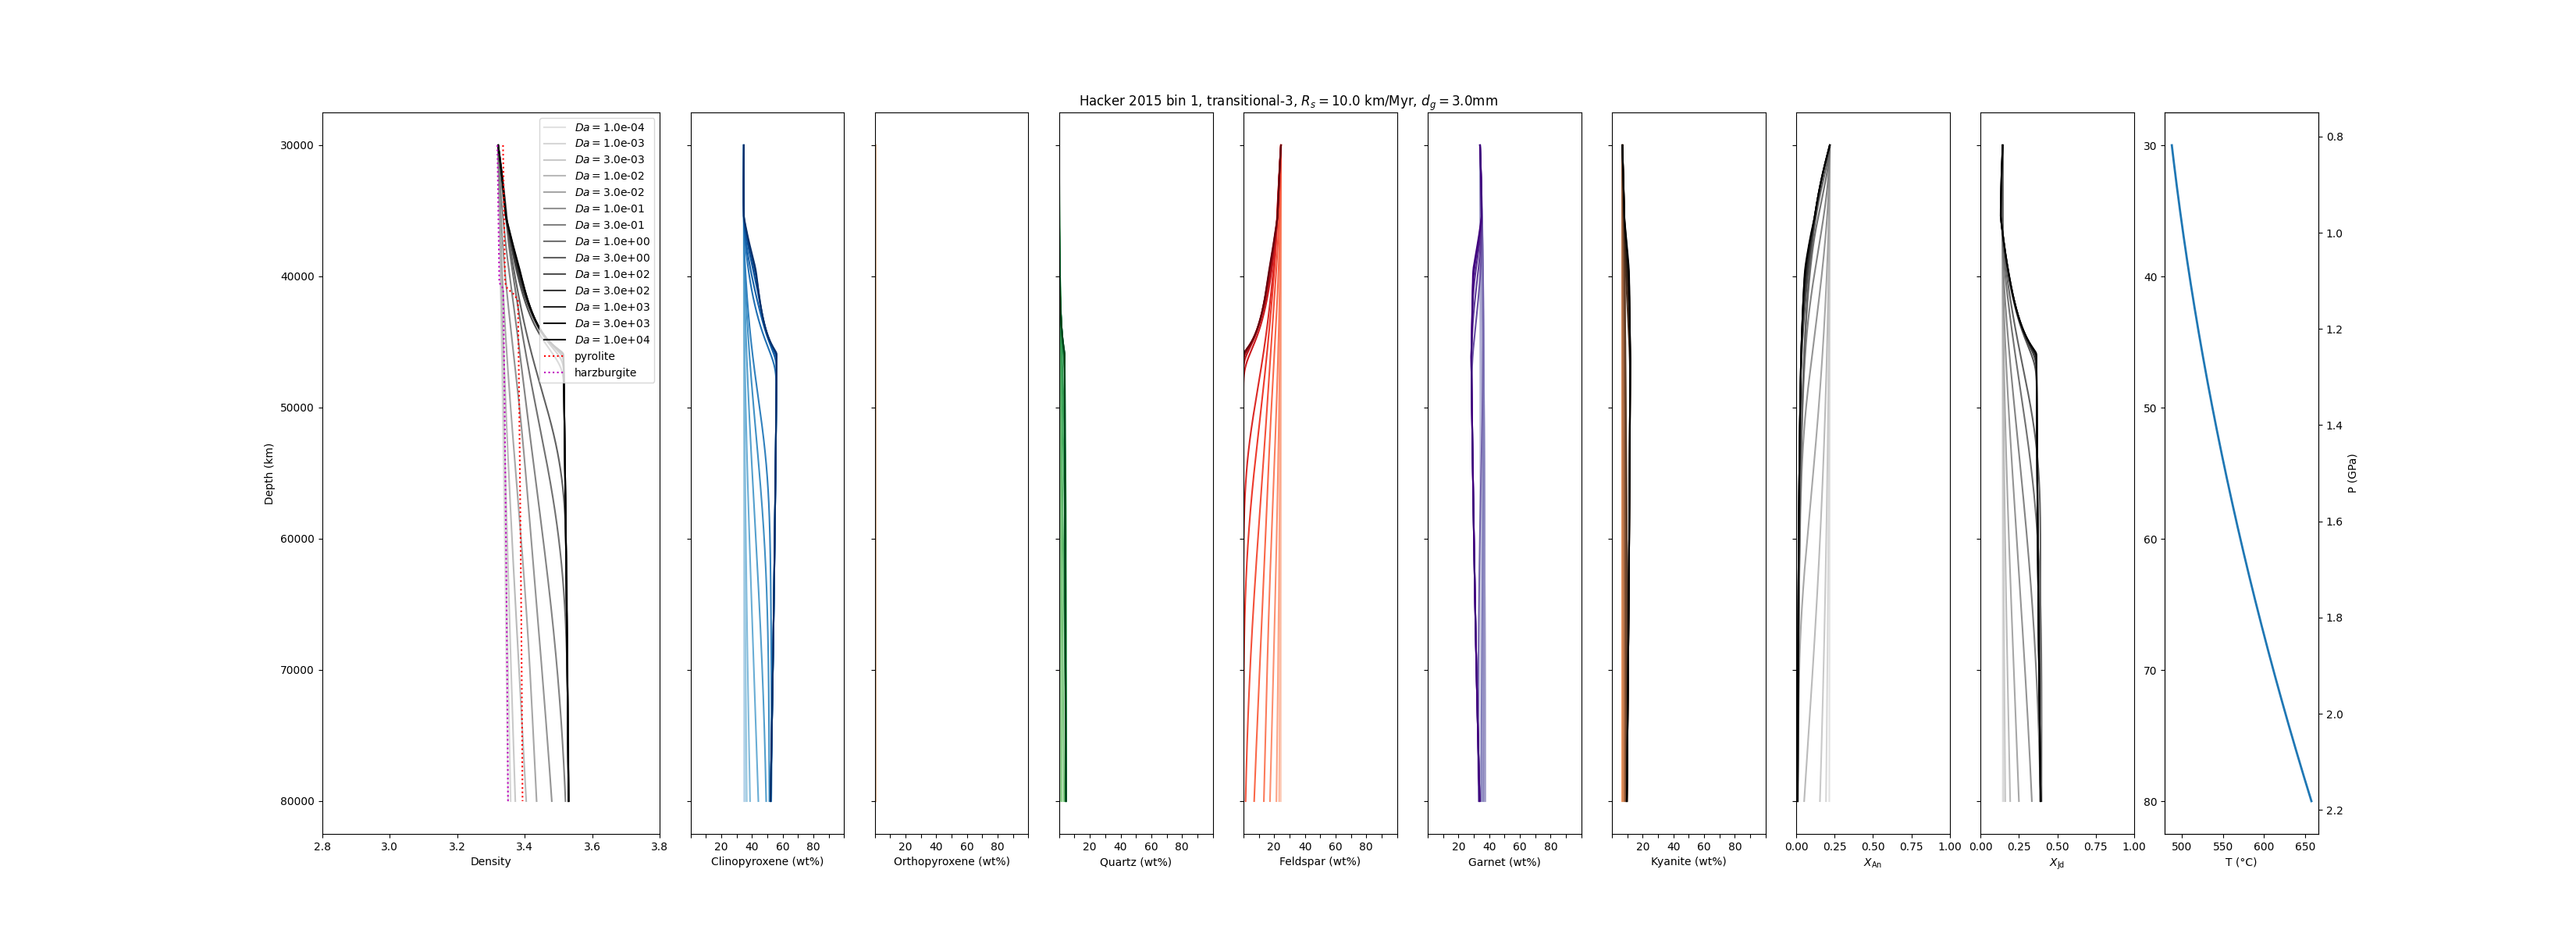 Hacker 2015 bin 1, transitional-3, R_s = 10.0 km/Myr, d_g = 3.0mm
Da = 1.0e-04
Da = 1.0e-03
Da = 3.0e-03
Da = 1.0e-02
Da = 3.0e-02
Da = 1.0e-01
Da = 3.0e-01
Da = 1.0e+00
Da = 3.0e+00
Da = 1.0e+02
Da = 3.0e+02
Da = 1.0e+03
Da = 3.0e+03
Da = 1.0e+04
pyrolite
harzburgite
Depth (km)
30000
40000
50000
60000
70000
80000
2.8 3.0 3.2 3.4 3.6 3.8
Density
20 40 60 80
Clinopyroxene (wt%)
20 40 60 80
Orthopyroxene (wt%)
20 40 60 80
Quartz (wt%)
20 40 60 80
Feldspar (wt%)
20 40 60 80
Garnet (wt%)
20 40 60 80
Kyanite (wt%)
0.00 0.25 0.50 0.75 1.00
X_An
0.00 0.25 0.50 0.75 1.00
X_Jd
30
40
50
60
70
80
500 550 600 650
T (°C)
0.8
1.0
1.2
1.4
1.6
1.8
2.0
2.2
P (GPa)